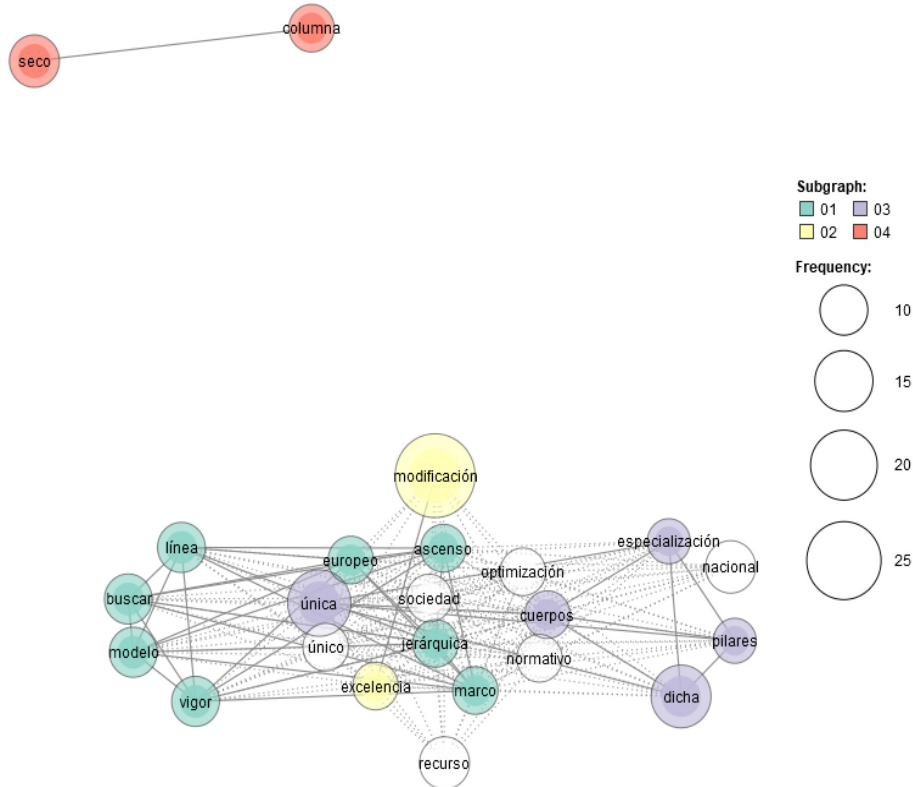 columna
seco
Subgraph:
01 03
02 04
Frequency:
10
15
20
25
modificación
línea
ascenso
especialización
europeo
optimización
nacional
buscar
única
sociedad
cuerpos
modelo
único
jerárquica
normativo
pilares
vigor
excelencia
marco
dicha
recurso